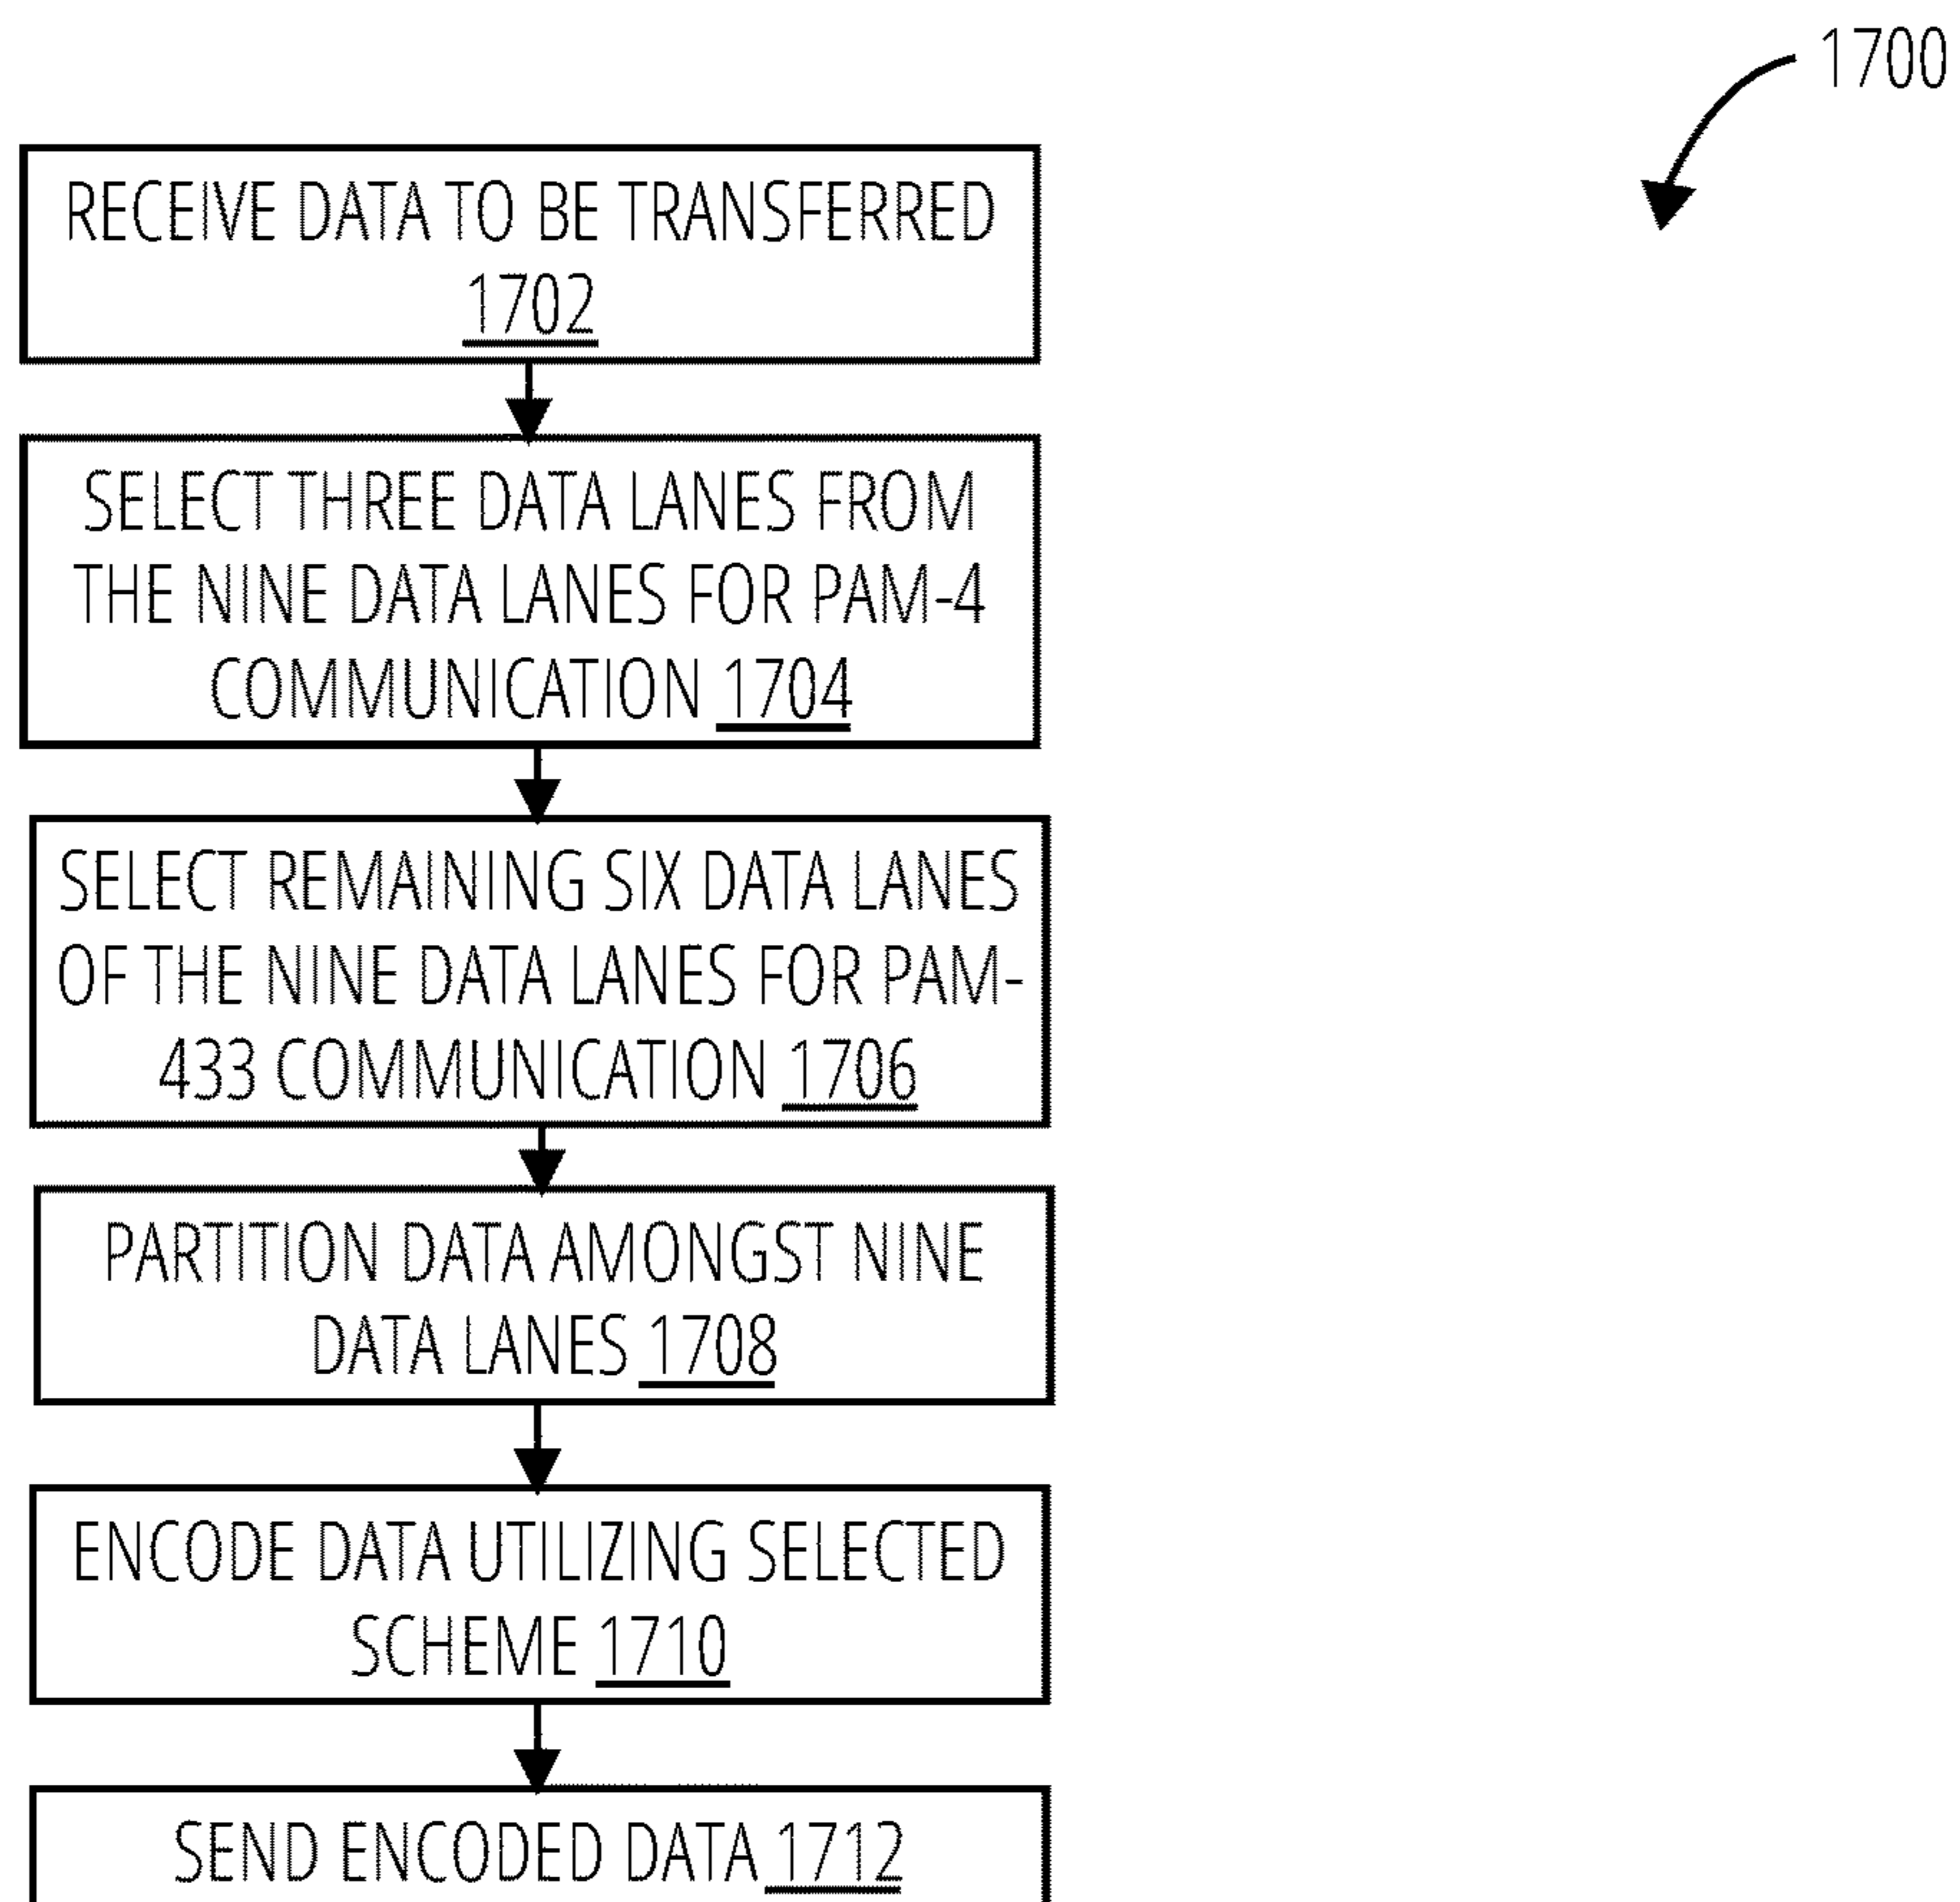 1700
RECEIVE DATA TO BE TRANSFERRED
1702
SELECT THREE DATA LANES FROM
THE NINE DATA LANES FOR PAM-4
COMMUNICATION 1704
SELECT REMAINING SIX DATA LANES
OF THE NINE DATA LANES FOR PAM-
433 COMMUNICATION 1706
PARTITION DATA AMONGST NINE
DATA LANES 1708
ENCODE DATA UTILIZING SELECTED
SCHEME 1710
SEND ENCODED DATA 1712